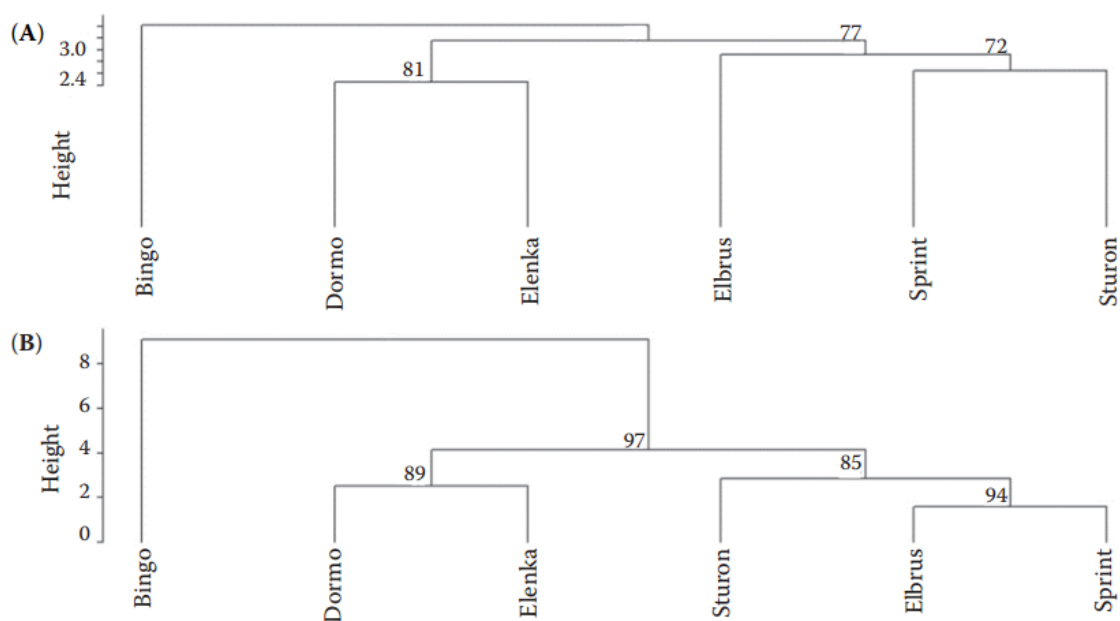 (A)
3.0
2.4
Height
77
72
81
Bingo
Dormo
Elenka
Elbrus
Sprint
Sturon
(B)
8
6
4
2
0
Height
97
85
89
94
Bingo
Dormo
Elenka
Sturon
Elbrus
Sprint